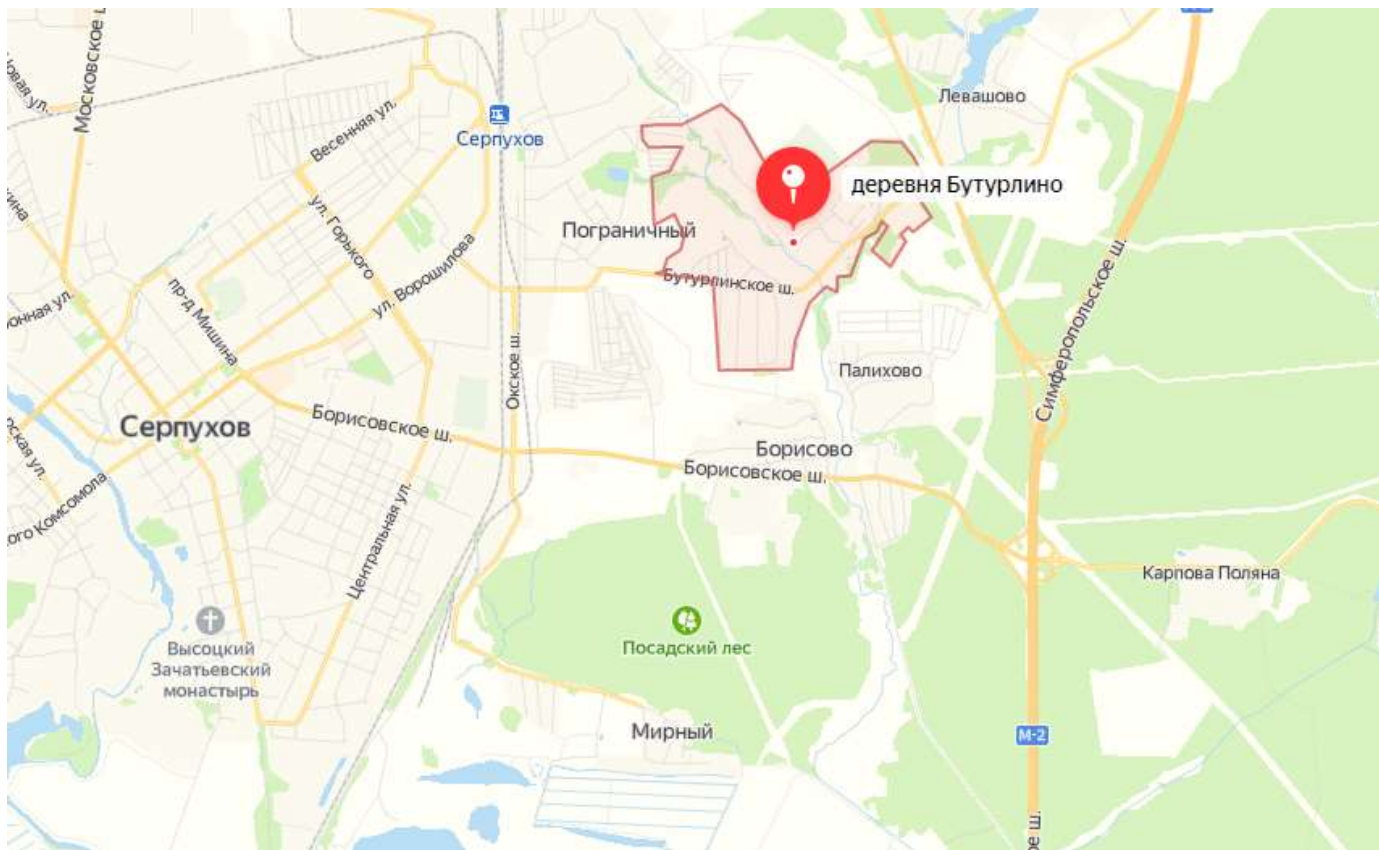 Московское ш.
Левашово
Весенняя ул.
Серпухов
деревня Бутурлино
ул. Горького
Пограничный
ул. Ворошилова
Бутурлинское ш.
Симферопольское ш.
пр-д Мишина
Окское ш.
Палихово
Серпухов
Борисовское ш.
Борисово
Борисовское ш.
Центральная ул.
Карпова Поляна
Посадский лес
Высоцкий
Зачатьевский
монастырь
Мирный
М-2